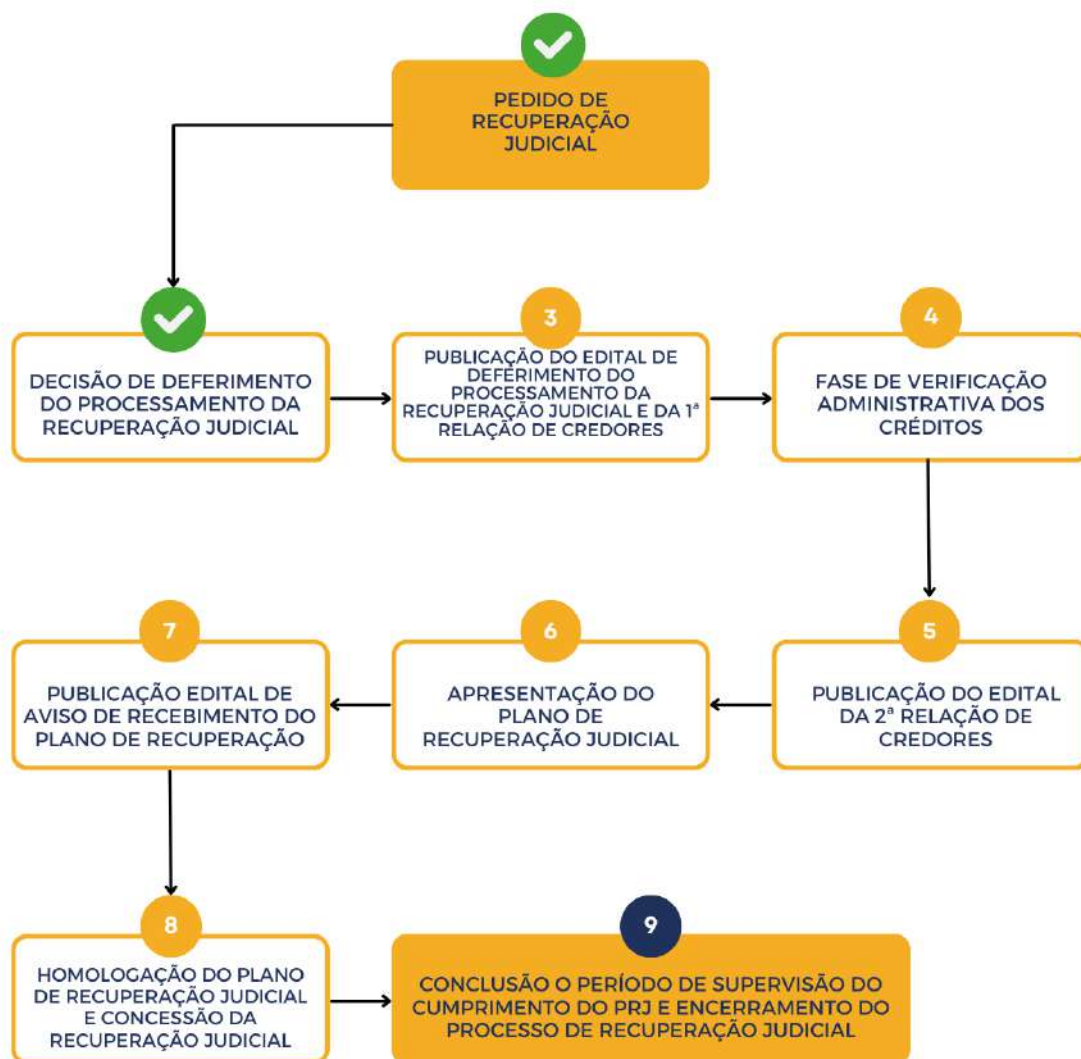 PEDIDO DE
RECUPERAÇÃO
JUDICIAL
DECISÃO DE DEFERIMENTO
DO PROCESSAMENTO DA
RECUPERAÇÃO JUDICIAL
3
PUBLICAÇÃO DO EDITAL DE
DEFERIMENTO DO
PROCESSAMENTO DA
RECUPERAÇÃO JUDICIAL E DA 1ª
RELAÇÃO DE CREDORES
4
FASE DE VERIFICAÇÃO
ADMINISTRATIVA DOS
CRÉDITOS
5
PUBLICAÇÃO DO EDITAL
DA 2ª RELAÇÃO DE
CREDORES
6
APRESENTAÇÃO DO
PLANO DE
RECUPERAÇÃO JUDICIAL
7
PUBLICAÇÃO EDITAL DE
AVISO DE RECEBIMENTO DO
PLANO DE RECUPERAÇÃO
8
HOMOLOGAÇÃO DO PLANO
DE RECUPERAÇÃO JUDICIAL
E CONCESSÃO DA
RECUPERAÇÃO JUDICIAL
9
CONCLUSÃO O PERÍODO DE SUPERVISÃO DO
CUMPRIMENTO DO PRJ E ENCERRAMENTO DO
PROCESSO DE RECUPERAÇÃO JUDICIAL